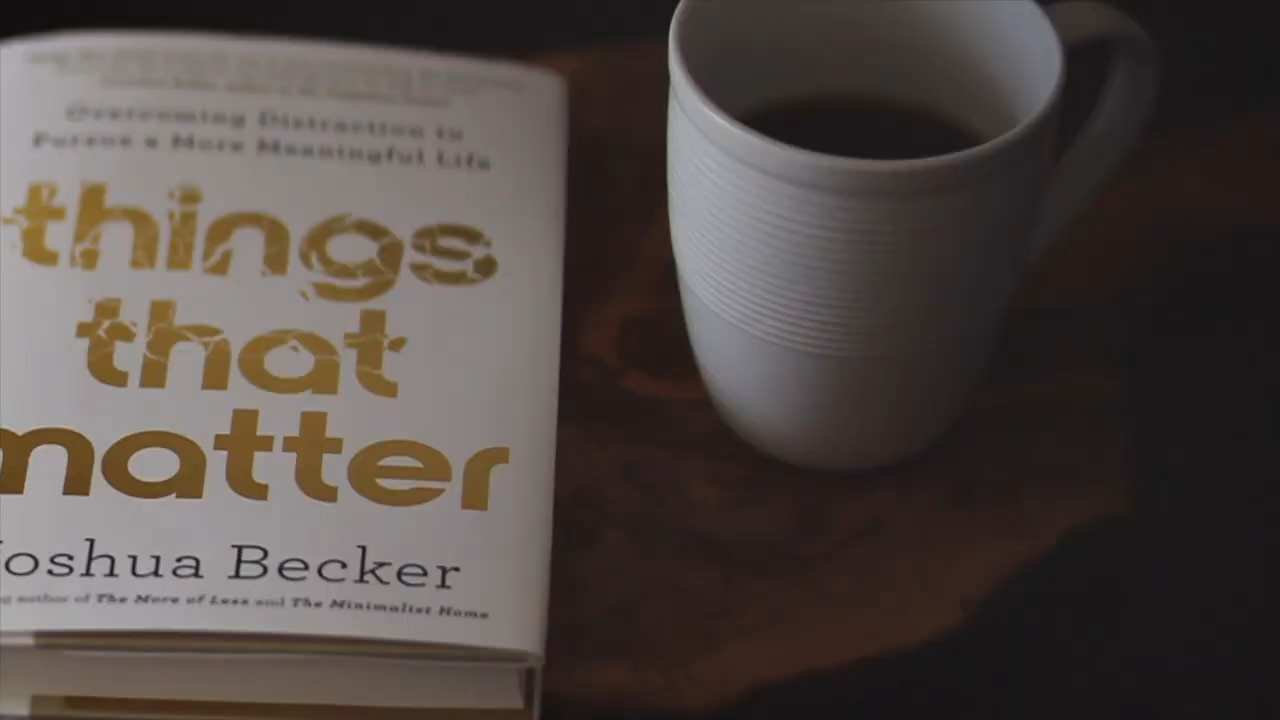 Overcoming Distraction to
Pursue a More Meaningful Life
things
that
matter
Joshua Becker
author of The More of Less and The Minimalist Home